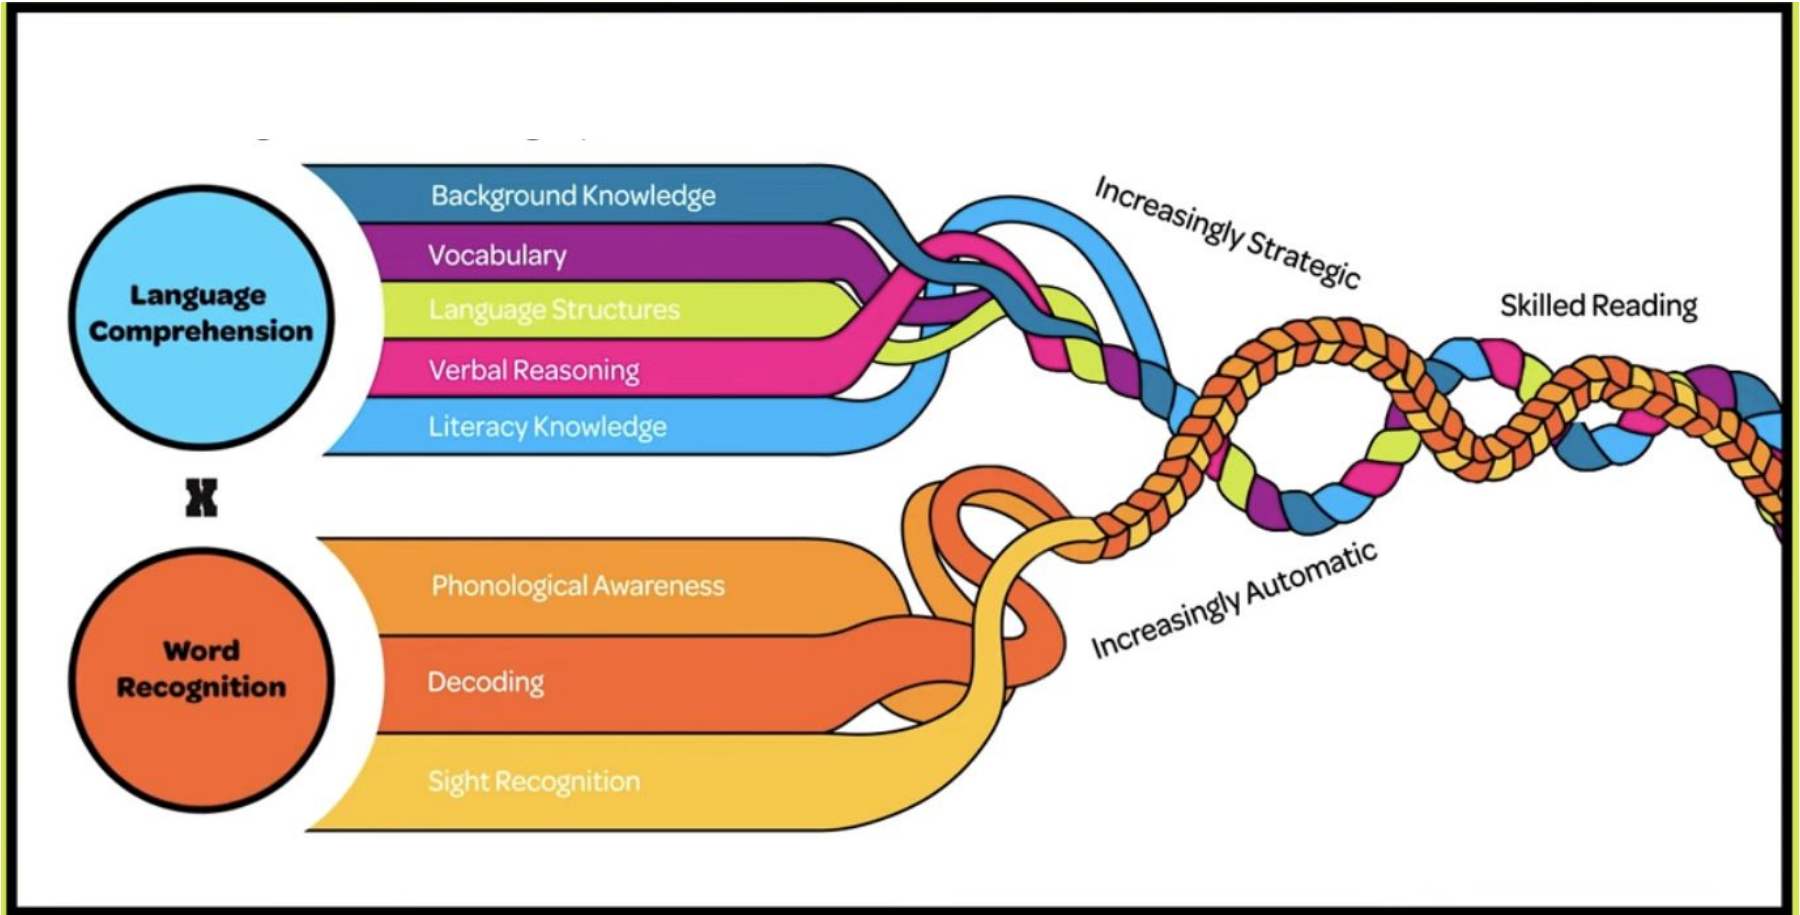 Background Knowledge
Vocabulary
Language Structures
Verbal Reasoning
Literacy Knowledge
Language
Comprehension
X
Word
Recognition
Phonological Awareness
Decoding
Sight Recognition
Increasingly Strategic
Skilled Reading
Increasingly Automatic